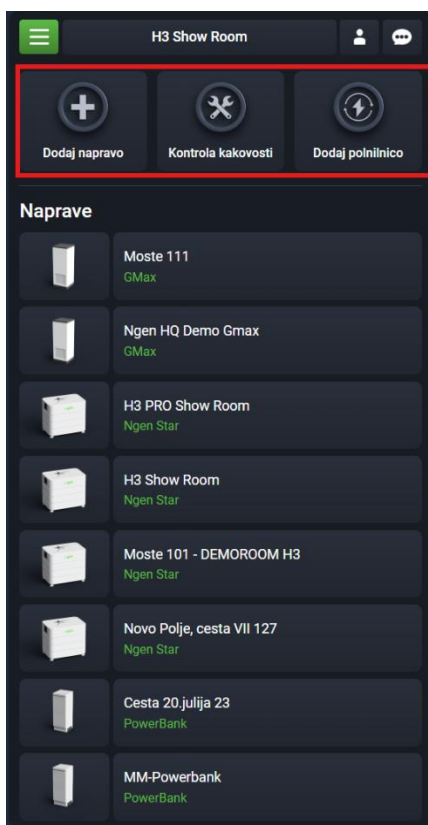 H3 Show Room
Dodaj napravo
Kontrola kakovosti
Dodaj polnilnico
Naprave
Moste 111
GMax
Ngen HQ Demo Gmax
GMax
H3 PRO Show Room
Ngen Star
H3 Show Room
Ngen Star
Moste 101 - DEMOROOM H3
Ngen Star
Novo Polje, cesta VII 127
Ngen Star
Cesta 20.julija 23
PowerBank
MM-Powerbank
PowerBank